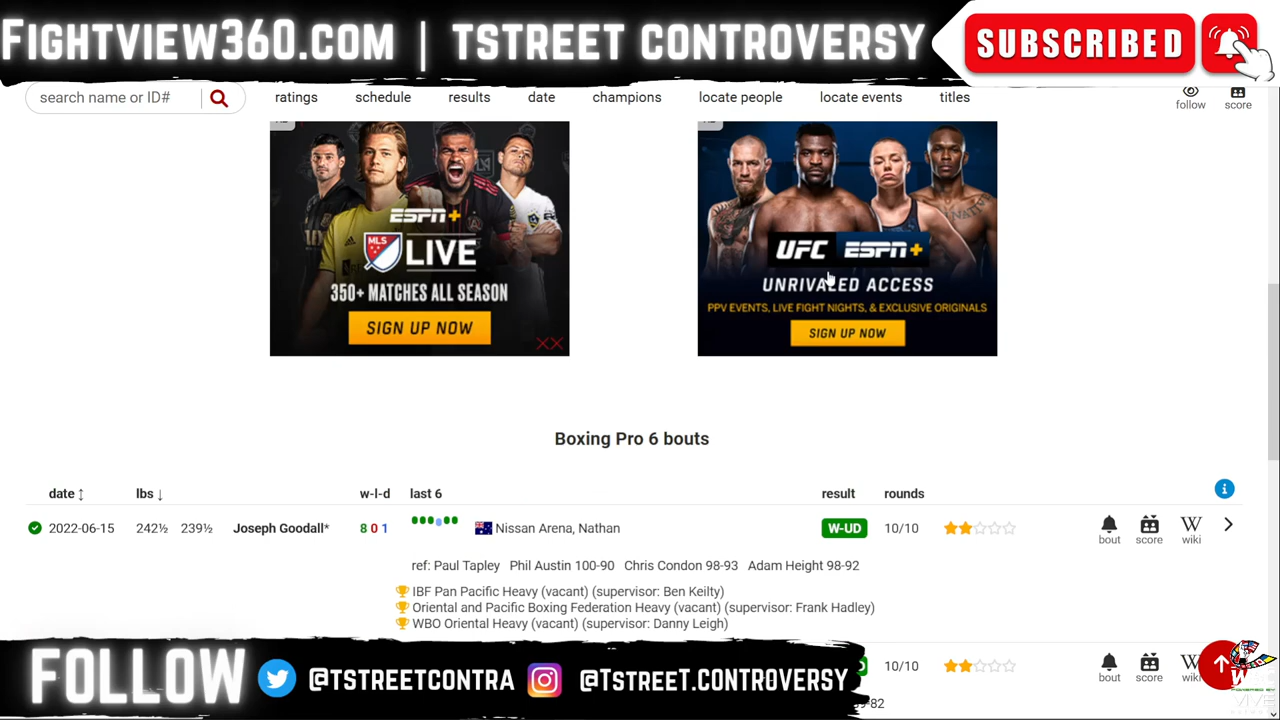 FIGHTVIEW360.COM | TSTREET CONTROVERSY
SUBSCRIBED
search name or ID#
ratings schedule results date champions locate people locate events titles
follow score
ESPN+
MLS LIVE
350+ MATCHES ALL SEASON
SIGN UP NOW
UFC ESPN+
UNRIVALED ACCESS
PPV EVENTS, LIVE FIGHT NIGHTS, & EXCLUSIVE ORIGINALS
SIGN UP NOW
Boxing Pro 6 bouts
date lbs w-l-d last 6 result rounds
2022-06-15 242½ 239½ Joseph Goodall* 8 0 1 Nissan Arena, Nathan W-UD 10/10
bout score wiki
ref: Paul Tapley Phil Austin 100-90 Chris Condon 98-93 Adam Height 98-92
IBF Pan Pacific Heavy (vacant) (supervisor: Ben Keilty)
Oriental and Pacific Boxing Federation Heavy (vacant) (supervisor: Frank Hadley)
WBO Oriental Heavy (vacant) (supervisor: Danny Leigh)
10/10
bout score wiki
FOLLOW @TSTREETCONTRA @TSTREET.CONTROVERSY